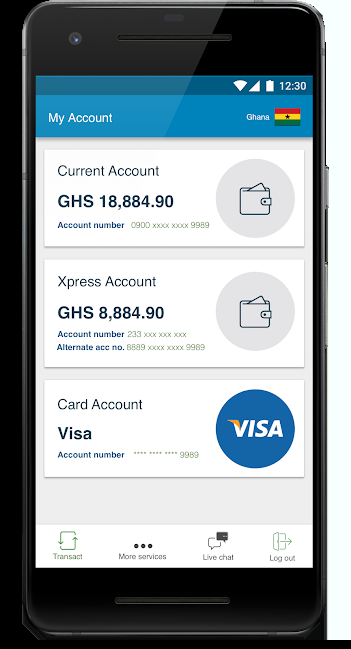 12:30
My Account
Ghana
Current Account
GHS 18,884.90
Account number 0900 xxxx xxxx 9989
Xpress Account
GHS 8,884.90
Account number 233 xxx xxx xxx
Alternate acc no. 8889 xxxx xxxx 9989
Card Account
Visa
VISA
Account number **** **** **** 9989
Transact
More services
Live chat
Log out